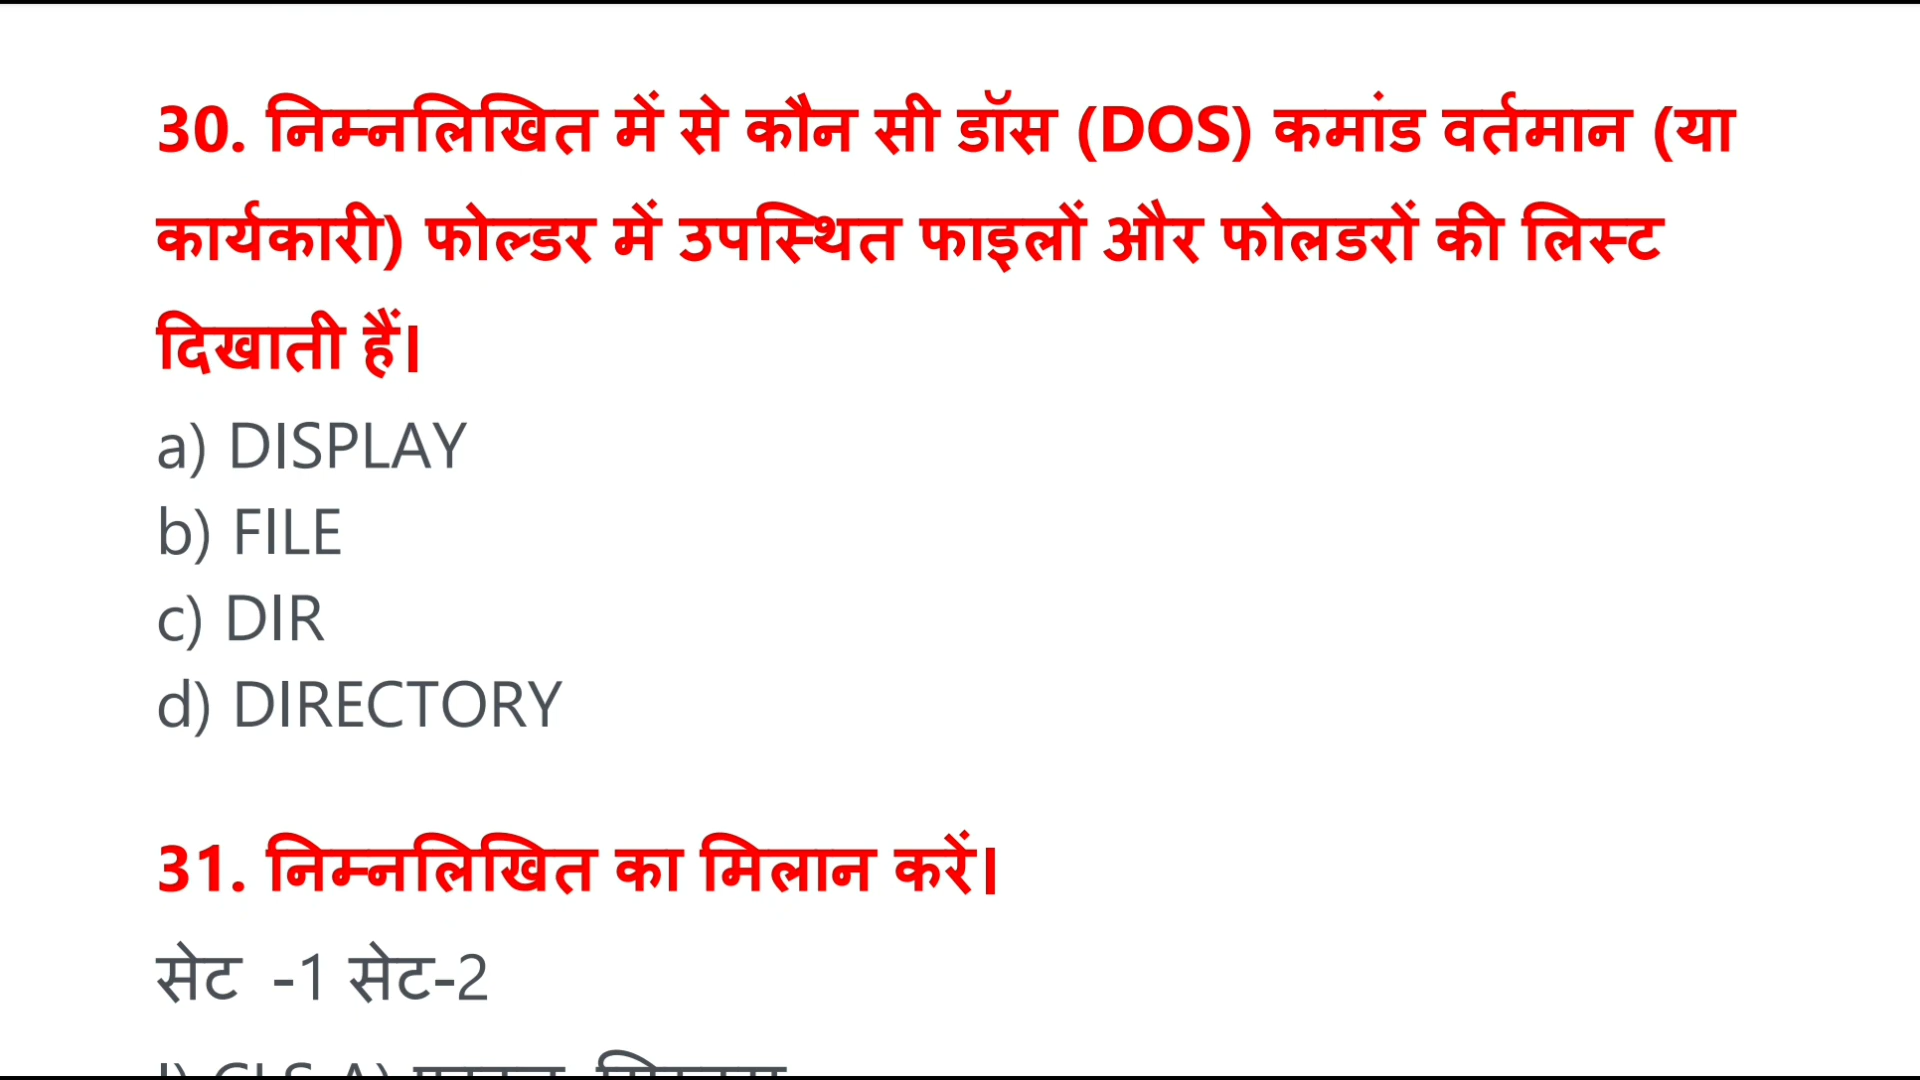 30. निम्नलिखित में से कौन सी डॉस (DOS) कमांड वर्तमान (या
कार्यकारी) फोल्डर में उपस्थित फाइलों और फोलडरों की लिस्ट
दिखाती हैं।
a) DISPLAY
b) FILE
c) DIR
d) DIRECTORY
31. निम्नलिखित का मिलान करें।
सेट -1 सेट-2
I) CLS A)